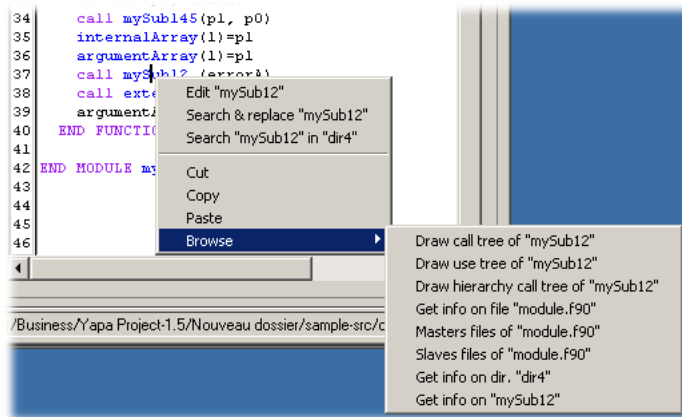 34 call mySub145(p1, p0)
35 internalArray(1)=p1
36 argumentArray(1)=p1
37 call mySub12 (errorA)
38 call exte
39 argumentA
40 END FUNCTIO
41
42 END MODULE my
43
44
45
46
Edit "mySub12"
Search & replace "mySub12"
Search "mySub12" in "dir4"
Cut
Copy
Paste
Browse
Draw call tree of "mySub12"
Draw use tree of "mySub12"
Draw hierarchy call tree of "mySub12"
Get info on file "module.f90"
Masters files of "module.f90"
Slaves files of "module.f90"
Get info on dir. "dir4"
Get info on "mySub12"
/Business/Yapa Project-1.5/Nouveau dossier/sample-src/d